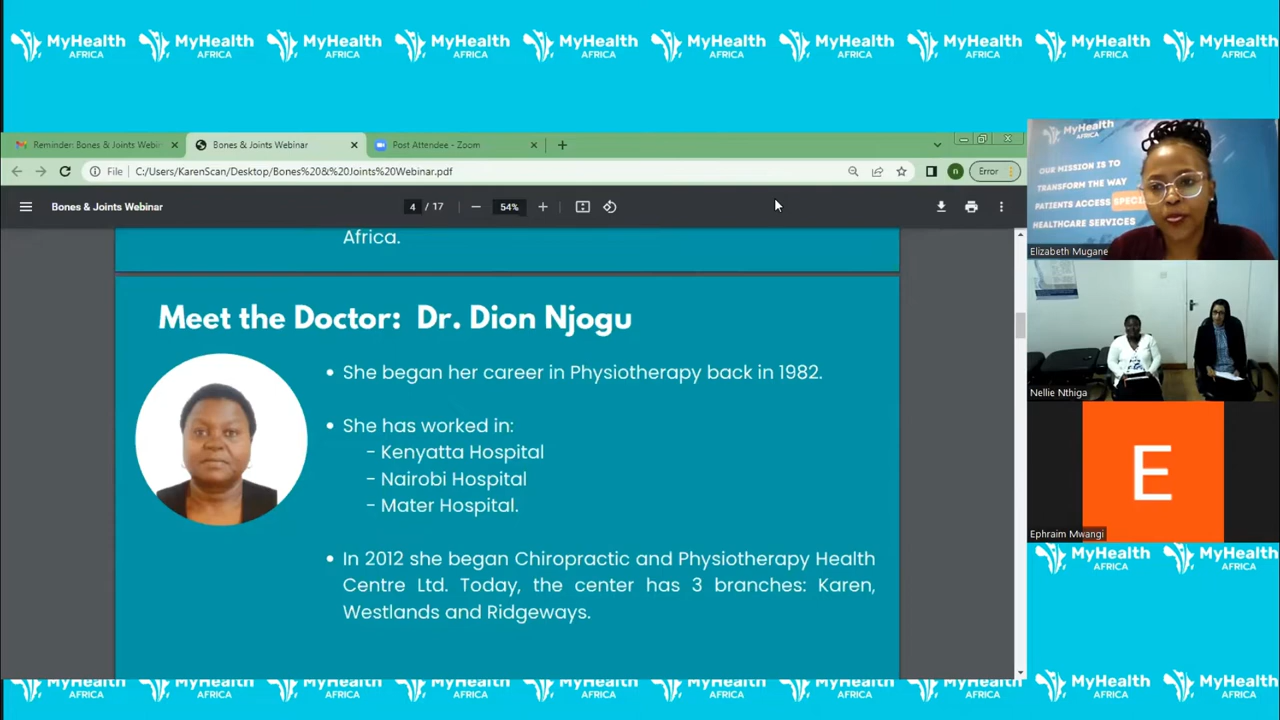 MyHealth AFRICA MyHealth AFRICA MyHealth AFRICA MyHealth AFRICA MyHealth AFRICA MyHealth AFRICA MyHealth AFRICA MyHealth AFRICA MyHealth AFRICA MyHealth AFRICA
Reminder: Bones & Joints Webin
Bones & Joints Webinar
Post Attendee - Zoom
File
C:/Users/KarenScan/Desktop/Bones%20&%20Joints%20Webinar.pdf
n
Error
Bones & Joints Webinar
4 / 17
54%
Africa.
Meet the Doctor: Dr. Dion Njogu
She began her career in Physiotherapy back in 1982.
She has worked in:
- Kenyatta Hospital
- Nairobi Hospital
- Mater Hospital.
In 2012 she began Chiropractic and Physiotherapy Health
Centre Ltd. Today, the center has 3 branches: Karen,
Westlands and Ridgeways.
MyHealth
AFRICA
OUR MISSION IS TO
TRANSFORM THE WAY
PATIENTS ACCESS SPECI
HEALTHCARE SERVICES
Elizabeth Mugane
Nellie Nthiga
E
Ephraim Mwangi
MyHealth AFRICA MyHealth AFRICA
MyHealth MyHealth MyHealth MyHealth MyHealth MyHealth MyHealth MyHealth MyHealth AFRICA MyHealth AFRICA